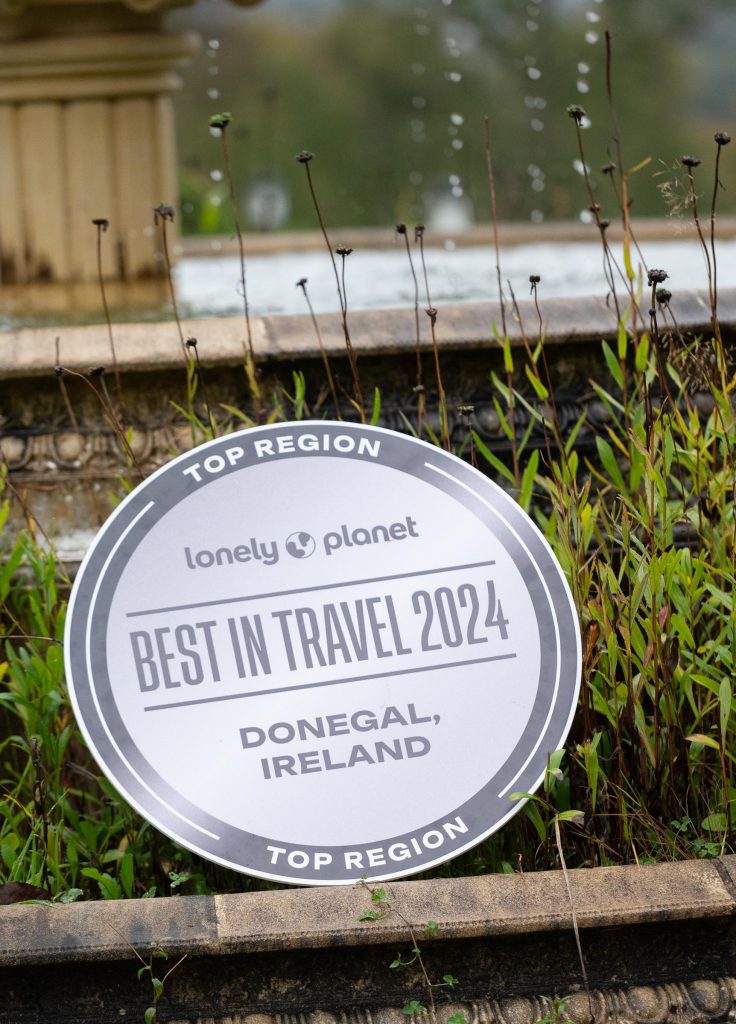 TOP REGION
lonely planet
BEST IN TRAVEL 2024
DONEGAL,
IRELAND
TOP REGION